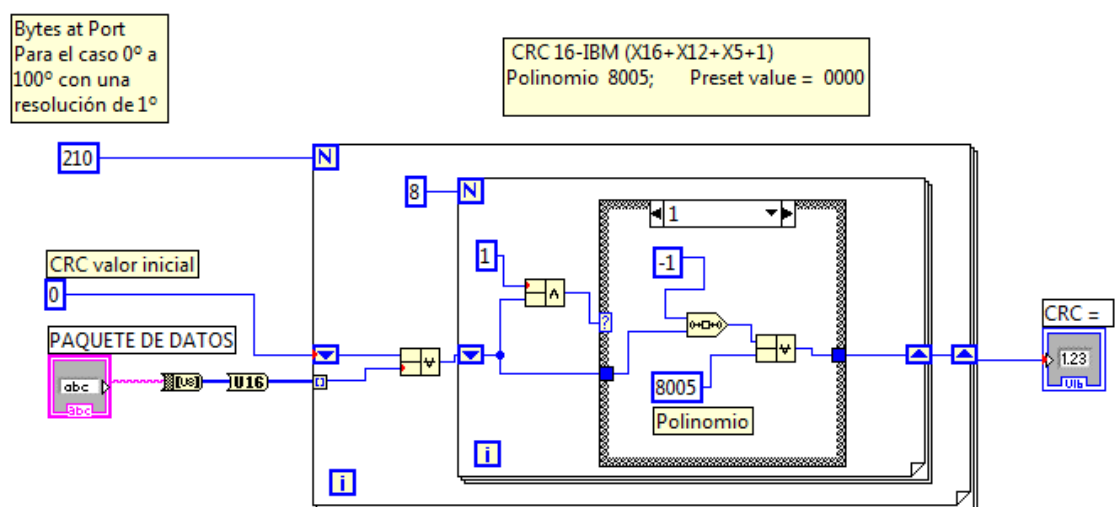 Bytes at Port
Para el caso 0º a
100º con una
resolución de 1º
CRC 16-IBM (X16+X12+X5+1)
Polinomio 8005; Preset value = 0000
210
N
8
N
1
1
-1
CRC valor inicial
0
PAQUETE DE DATOS
abc
abc
[U8]
U16
?
8005
Polinomio
i
i
CRC =
1.23